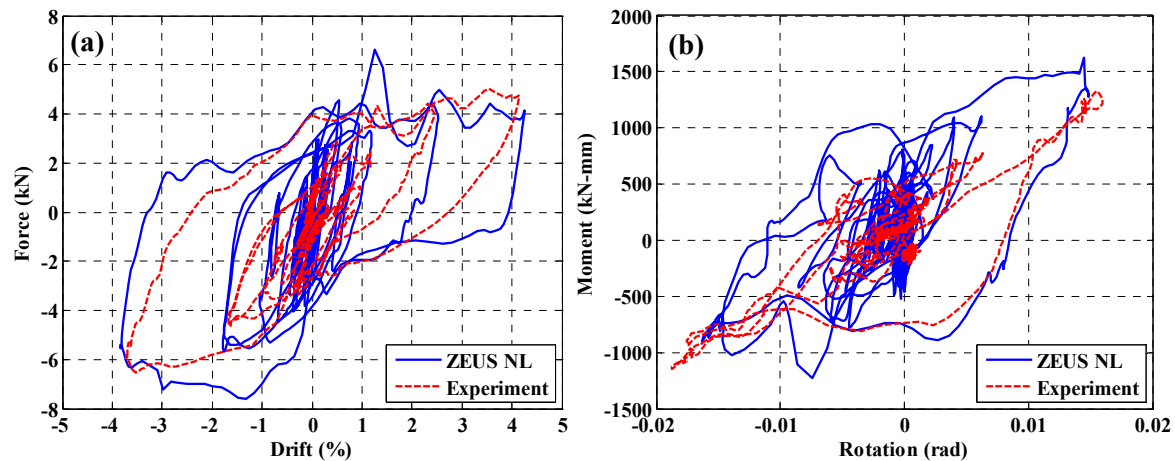 (a)
Force (kN)
8
6
4
2
0
-2
-4
-6
-8
-5 -4 -3 -2 -1 0 1 2 3 4 5
Drift (%)
ZEUS NL
Experiment
(b)
Moment (kN-mm)
2000
1500
1000
500
0
-500
-1000
-1500
-0.02 -0.01 0 0.01 0.02
Rotation (rad)
ZEUS NL
Experiment